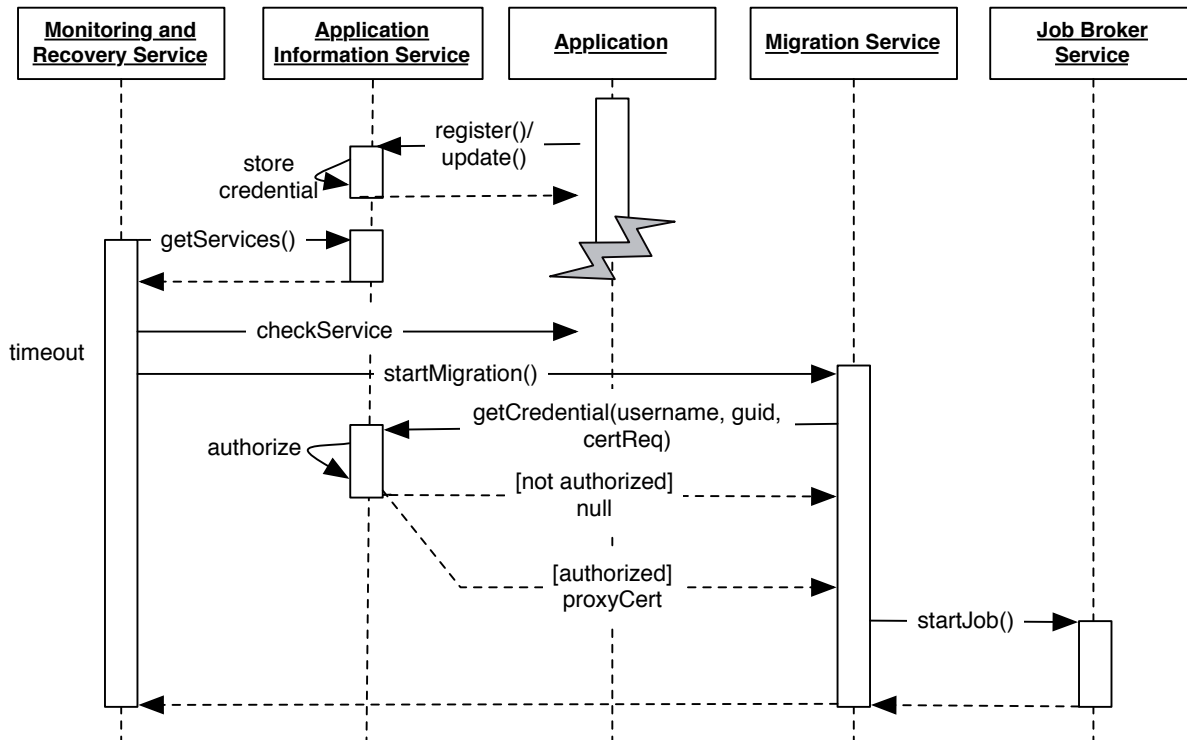 Monitoring and
Recovery Service
Application
Information Service
Application
Migration Service
Job Broker
Service
register()/
update()
store
credential
getServices()
checkService
timeout
startMigration()
getCredential(username, guid,
certReq)
authorize
[not authorized]
null
[authorized]
proxyCert
startJob()